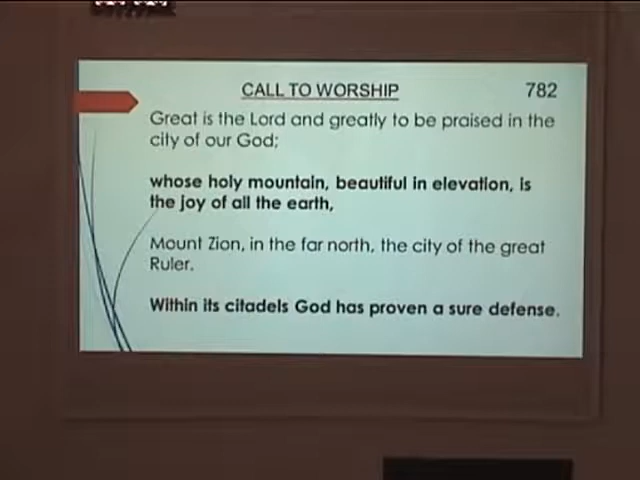 CALL TO WORSHIP 782
Great is the Lord and greatly to be praised in the
city of our God;
whose holy mountain, beautiful in elevation, is
the joy of all the earth,
Mount Zion, in the far north, the city of the great
Ruler.
Within its citadels God has proven a sure defense.